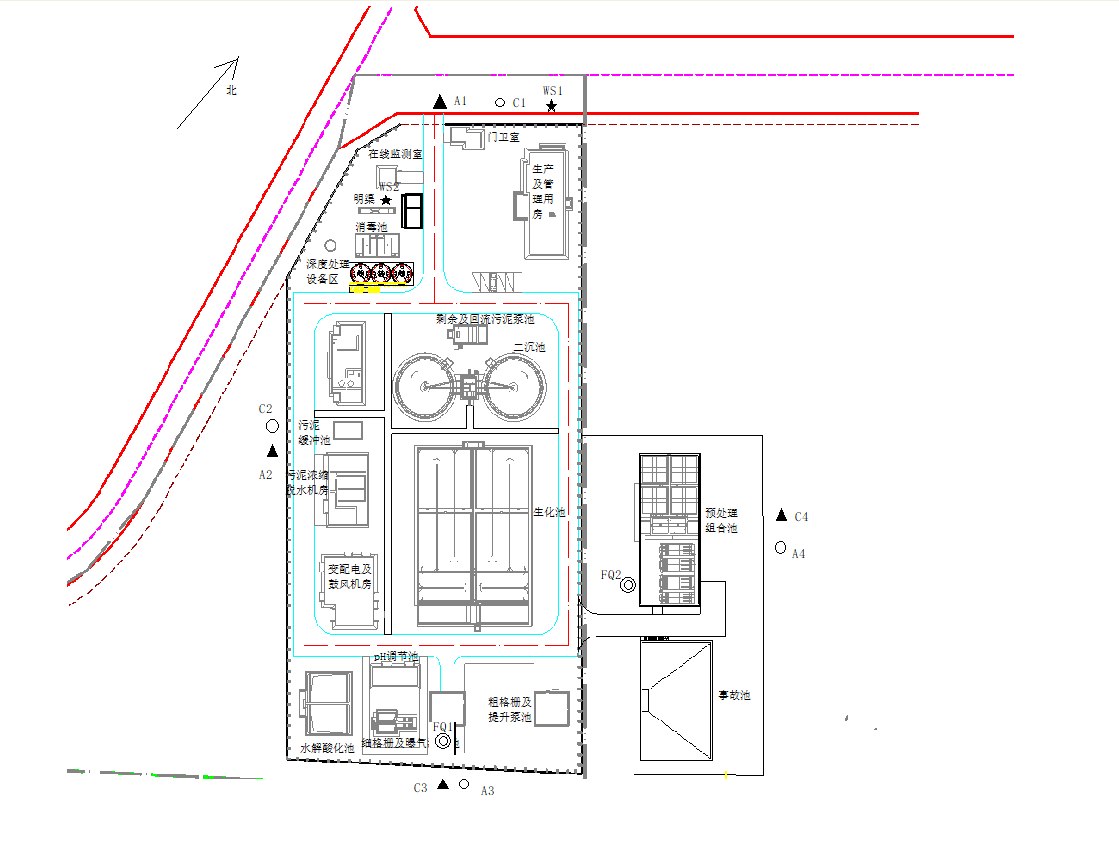 北
A1
C1
WS1
门卫室
在线监测室
生产
及管
理用
房
WS2
明渠
消毒池
深度处理
设备区
剩余及回流污泥泵池
二沉池
C2
污泥
缓冲池
A2
污泥浓缩
脱水机房
生化池
预处理
组合池
C4
A4
变配电及
鼓风机房
FQ2
pH调节池
粗格栅及
提升泵池
事故池
FQ1
水解酸化池
细格栅及曝气
池
C3
A3